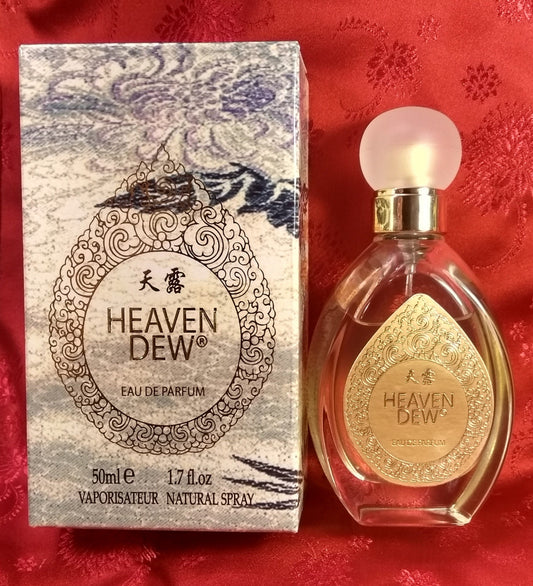 天露
HEAVEN
DEW®
EAU DE PARFUM
50ml e 1.7 fl.oz
VAPORISATEUR NATURAL SPRAY
天露
HEAVEN
DEW®
EAU DE PARFUM